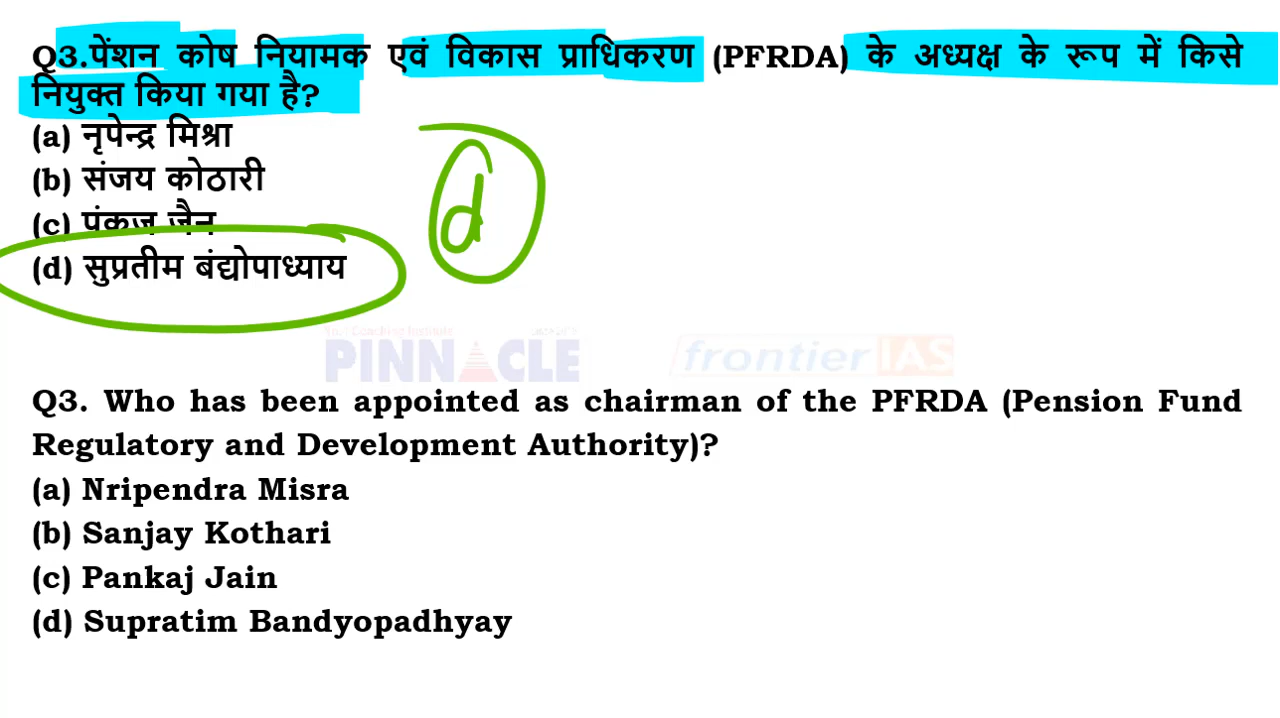 Q3.पेंशन कोष नियामक एवं विकास प्राधिकरण (PFRDA) के अध्यक्ष के रूप में किसे
नियुक्त किया गया है?
(a) नृपेन्द्र मिश्रा
(b) संजय कोठारी
(c) पंकज जैन
(d) सुप्रतीम बंद्योपाध्याय
d
PINNACLE
frontier IAS
Q3. Who has been appointed as chairman of the PFRDA (Pension Fund
Regulatory and Development Authority)?
(a) Nripendra Misra
(b) Sanjay Kothari
(c) Pankaj Jain
(d) Supratim Bandyopadhyay